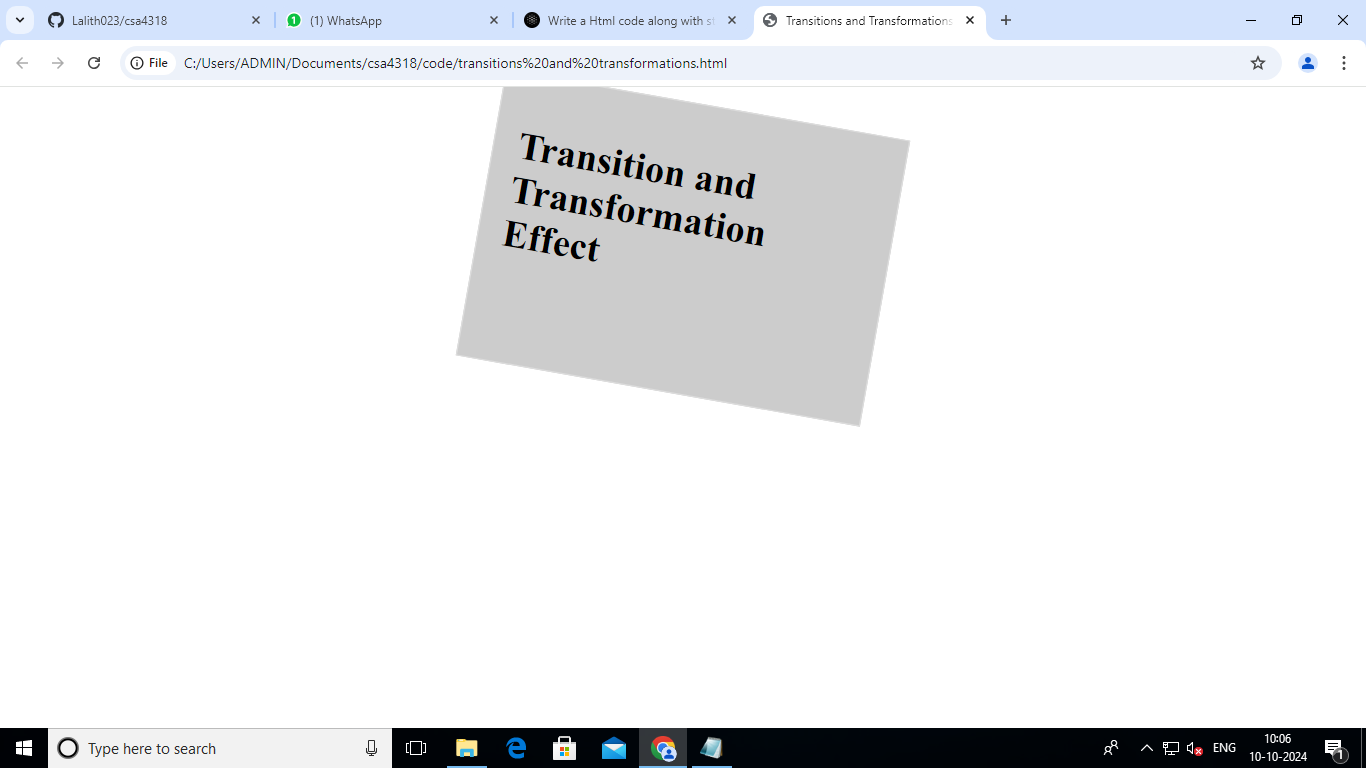 Lalith023/csa4318
1
(1) WhatsApp
Write a Html code along with st
Transitions and Transformations
File
C:/Users/ADMIN/Documents/csa4318/code/transitions%20and%20transformations.html
Transition and
Transformation
Effect
Type here to search
ENG
10:06
10-10-2024
1